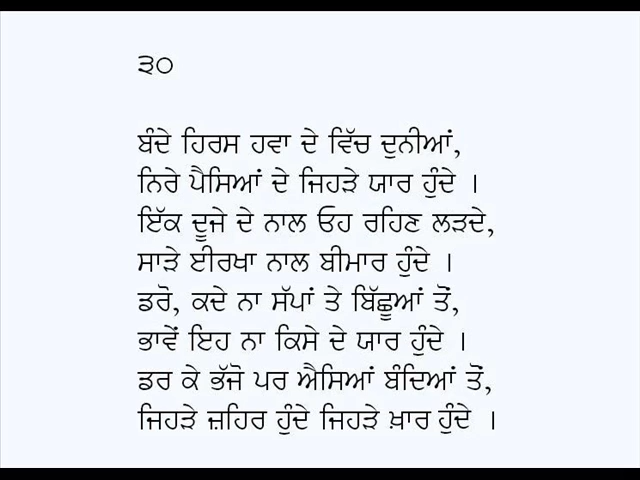 ੩੦
ਬੰਦੇ ਹਿਰਸ ਹਵਾ ਦੇ ਵਿੱਚ ਦੁਨੀਆਂ,
ਨਿਰੇ ਪੈਸਿਆਂ ਦੇ ਜਿਹੜੇ ਯਾਰ ਹੁੰਦੇ ।
ਇੱਕ ਦੂਜੇ ਦੇ ਨਾਲ ਓਹ ਰਹਿਣ ਲੜਦੇ,
ਸਾੜੇ ਈਰਖਾ ਨਾਲ ਬੀਮਾਰ ਹੁੰਦੇ ।
ਡਰੋ, ਕਦੇ ਨਾ ਸੱਪਾਂ ਤੇ ਬਿੱਛੂਆਂ ਤੋਂ,
ਭਾਵੇਂ ਇਹ ਨਾ ਕਿਸੇ ਦੇ ਯਾਰ ਹੁੰਦੇ ।
ਡਰ ਕੇ ਭੱਜੋ ਪਰ ਐਸਿਆਂ ਬੰਦਿਆਂ ਤੋਂ,
ਜਿਹੜੇ ਜ਼ਹਿਰ ਹੁੰਦੇ ਜਿਹੜੇ ਖ਼ਾਰ ਹੁੰਦੇ ।